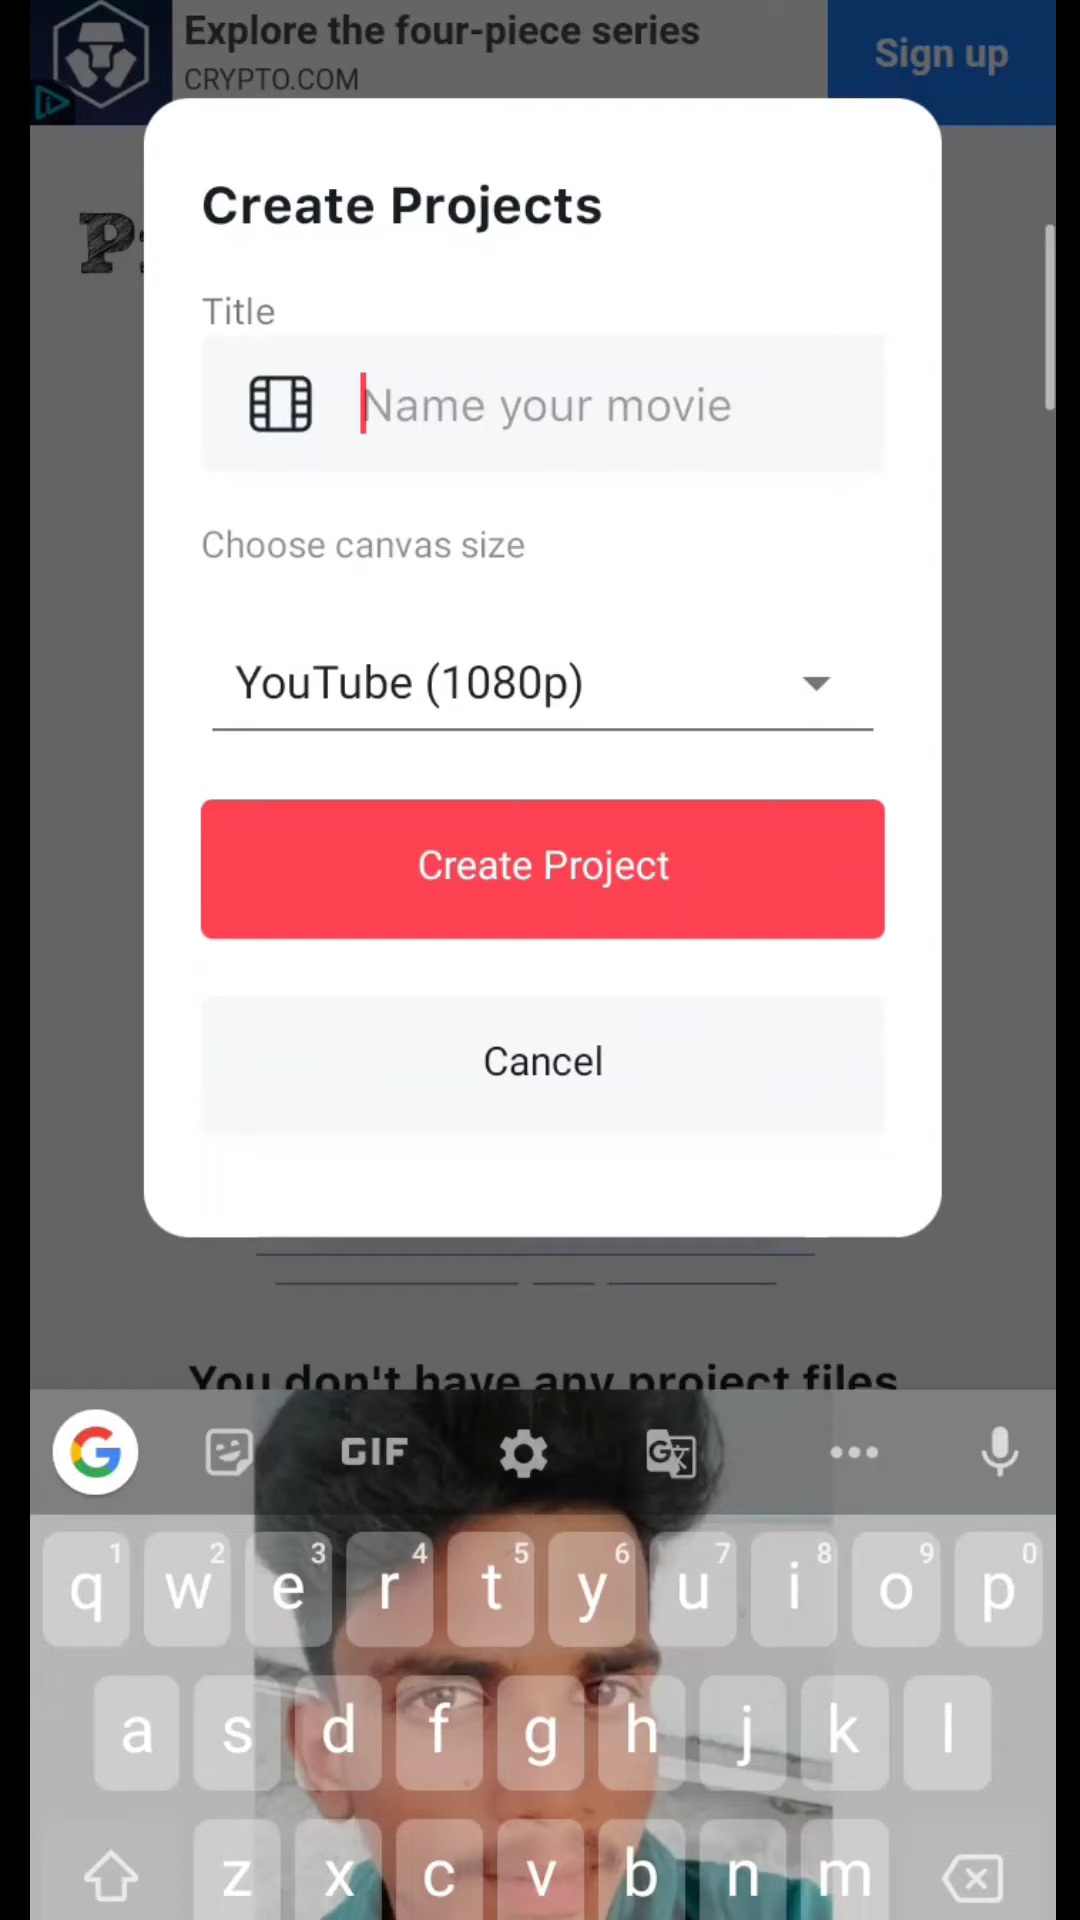 Explore the four-piece series
CRYPTO.COM
Sign up
Create Projects
Title
Name your movie
Choose canvas size
YouTube (1080p)
Create Project
Cancel
You don't have any project files
G GIF G
1 2 3 4 5 6 7 8 9 0
q w e r t y u i o p
a s d f g h j k l
z x c v b n m